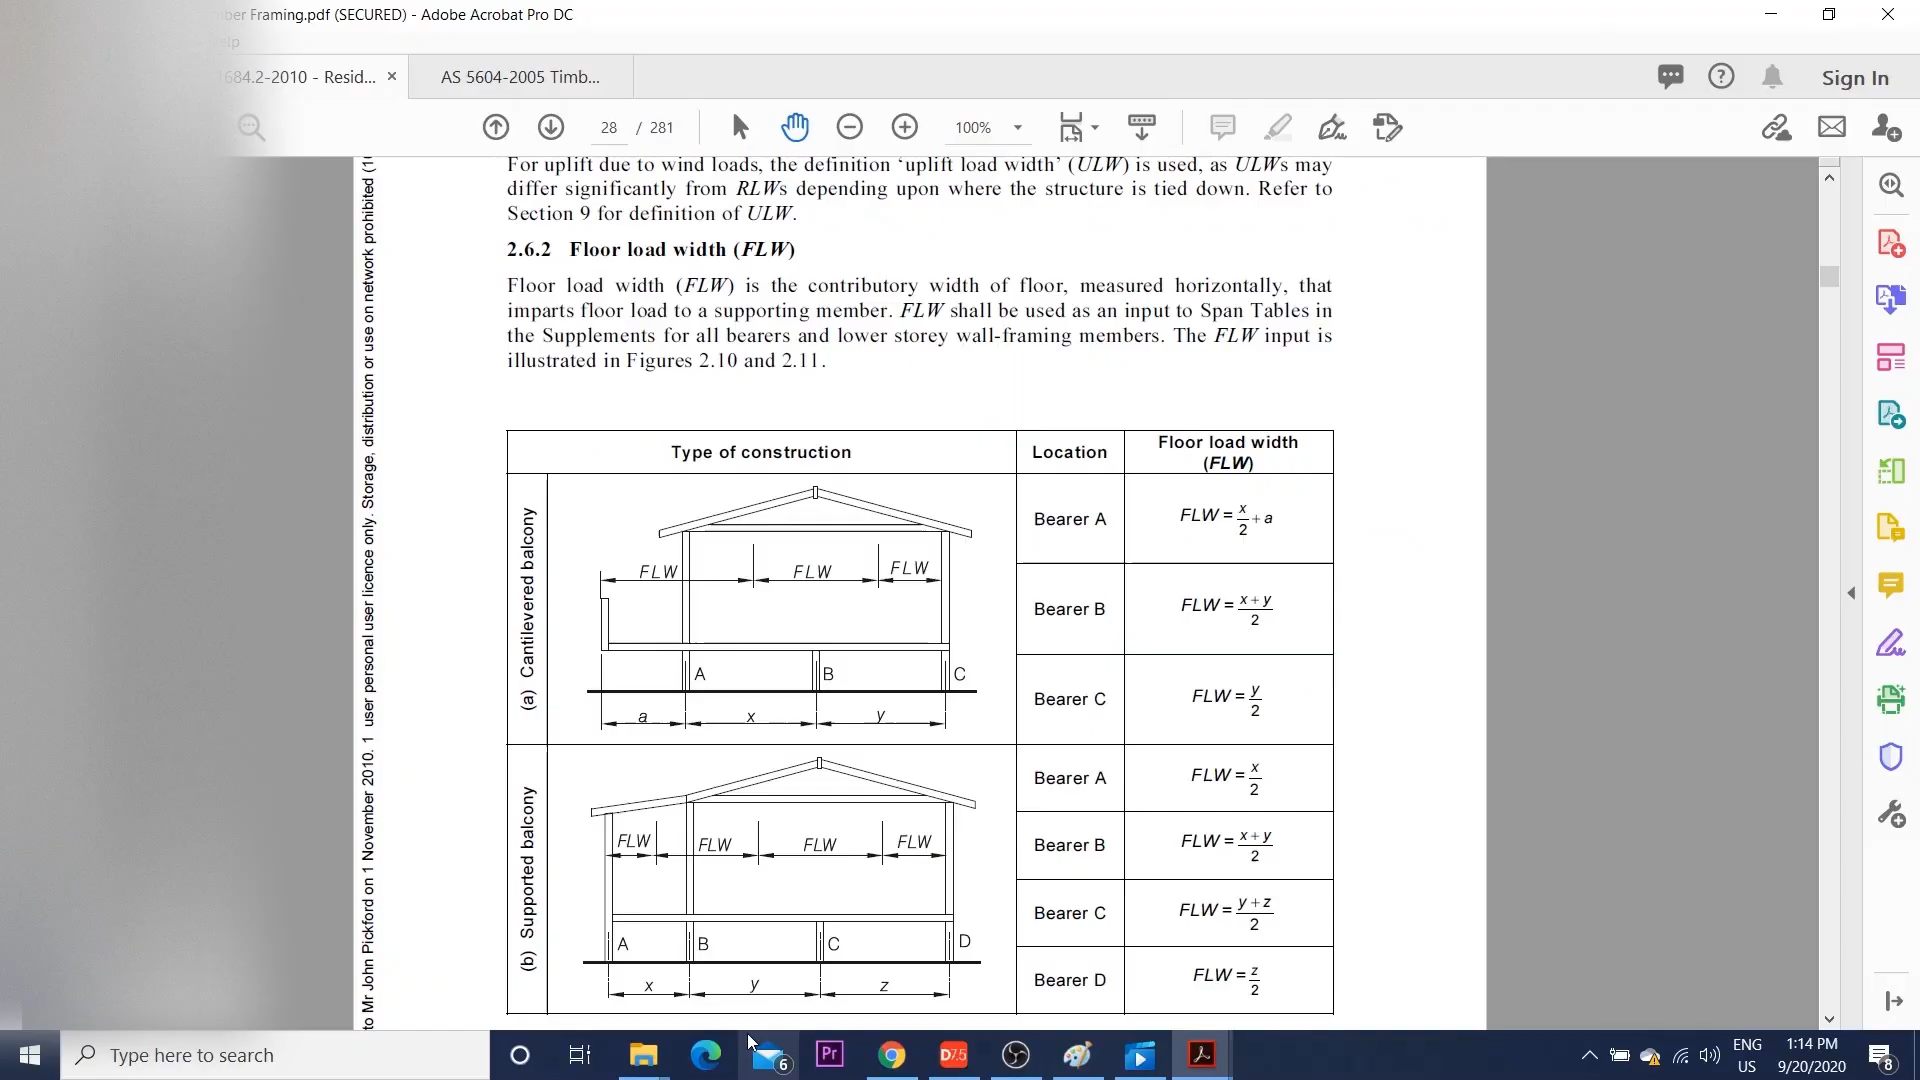 ber Framing.pdf (SECURED) - Adobe Acrobat Pro DC
elp
1684.2-2010 - Resid... ×
AS 5604-2005 Timb...
Sign In
28 / 281
100%
For uplift due to wind loads, the definition ‘uplift load width’ (ULW) is used, as ULWs may
differ significantly from RLWs depending upon where the structure is tied down. Refer to
Section 9 for definition of ULW.
2.6.2 Floor load width (FLW)
Floor load width (FLW) is the contributory width of floor, measured horizontally, that
imparts floor load to a supporting member. FLW shall be used as an input to Span Tables in
the Supplements for all bearers and lower storey wall-framing members. The FLW input is
illustrated in Figures 2.10 and 2.11.
to Mr John Pickford on 1 November 2010. 1 user personal user licence only. Storage, distribution or use on network prohibited (1
Type of construction
Location
Floor load width
(FLW)
(a) Cantilevered balcony
FLW FLW FLW
A B C
a x y
Bearer A
FLW = x/2 + a
Bearer B
FLW = x + y/2
Bearer C
FLW = y/2
(b) Supported balcony
FLW FLW FLW FLW
A B C D
x y z
Bearer A
FLW = x/2
Bearer B
FLW = x + y/2
Bearer C
FLW = y + z/2
Bearer D
FLW = z/2
Type here to search
6
Pr
D7.5
ENG
US
1:14 PM
9/20/2020
8